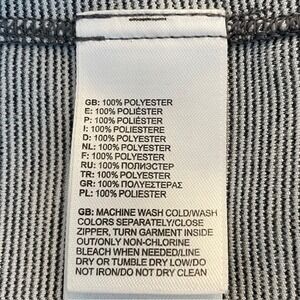 GB: 100% POLYESTER
E: 100% POLIÉSTER
P: 100% POLIÉSTER
I: 100% POLIESTERE
D: 100% POLYESTER
NL: 100% POLYESTER
F: 100% POLYESTER
RU: 100% ПОЛИЭСТЕР
TR: 100% POLYESTER
GR: 100% ΠΟΛΥΕΣΤΕΡΑΣ
PL: 100% POLIESTER
GB: MACHINE WASH COLD/WASH
COLORS SEPARATELY/CLOSE
ZIPPER, TURN GARMENT INSIDE
OUT/ONLY NON-CHLORINE
BLEACH WHEN NEEDED/LINE
DRY OR TUMBLE DRY LOW/DO
NOT IRON/DO NOT DRY CLEAN